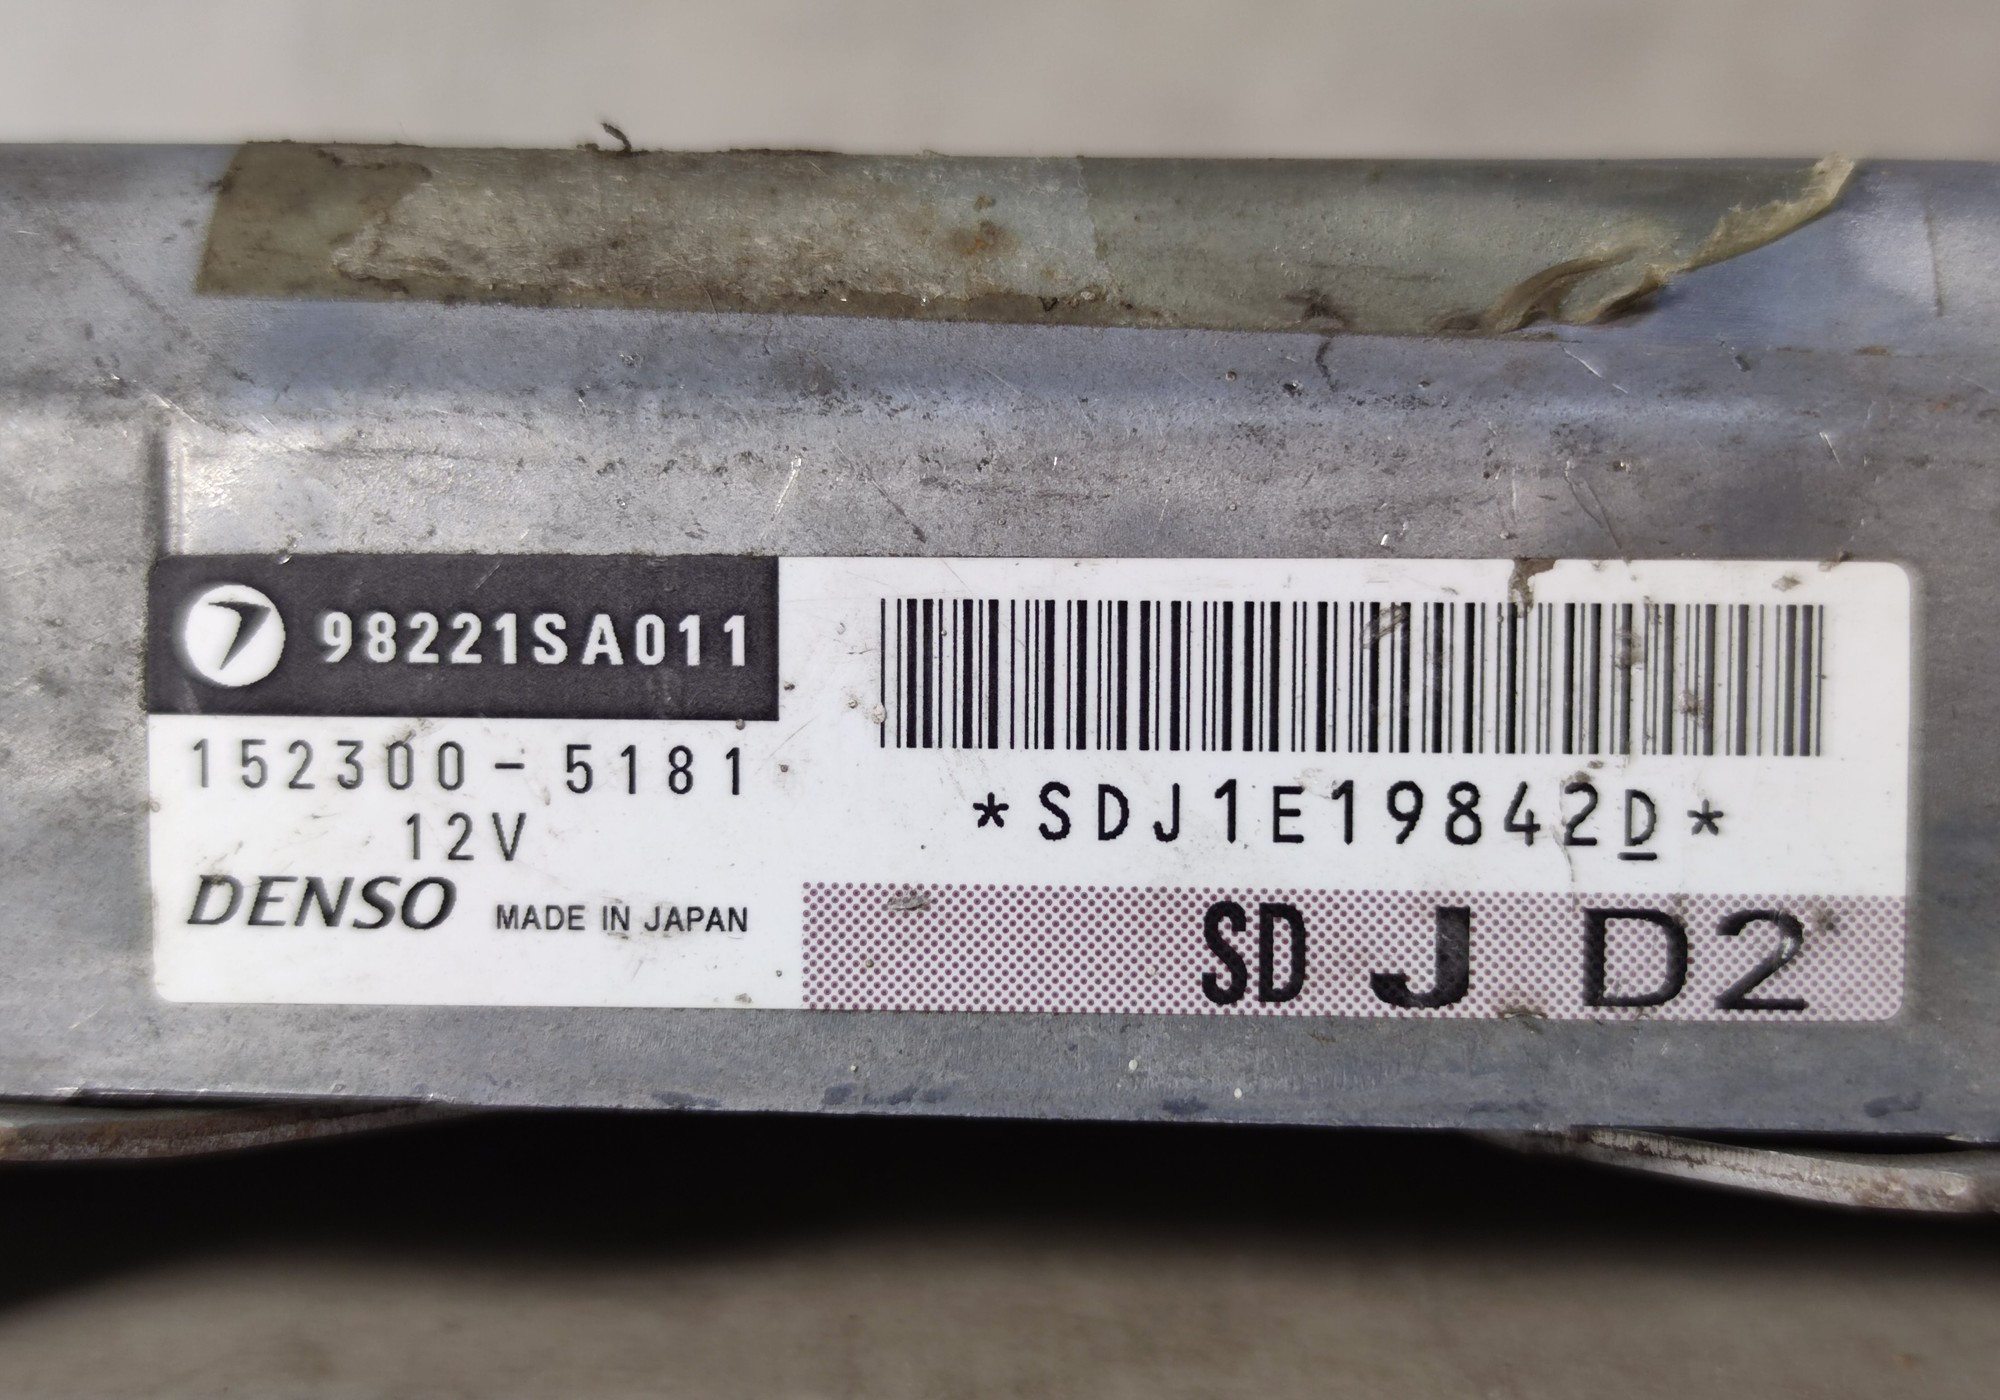 98221SA011
152300-5181
12V
DENSO MADE IN JAPAN
*SDJ1E19842D*
SD J D2